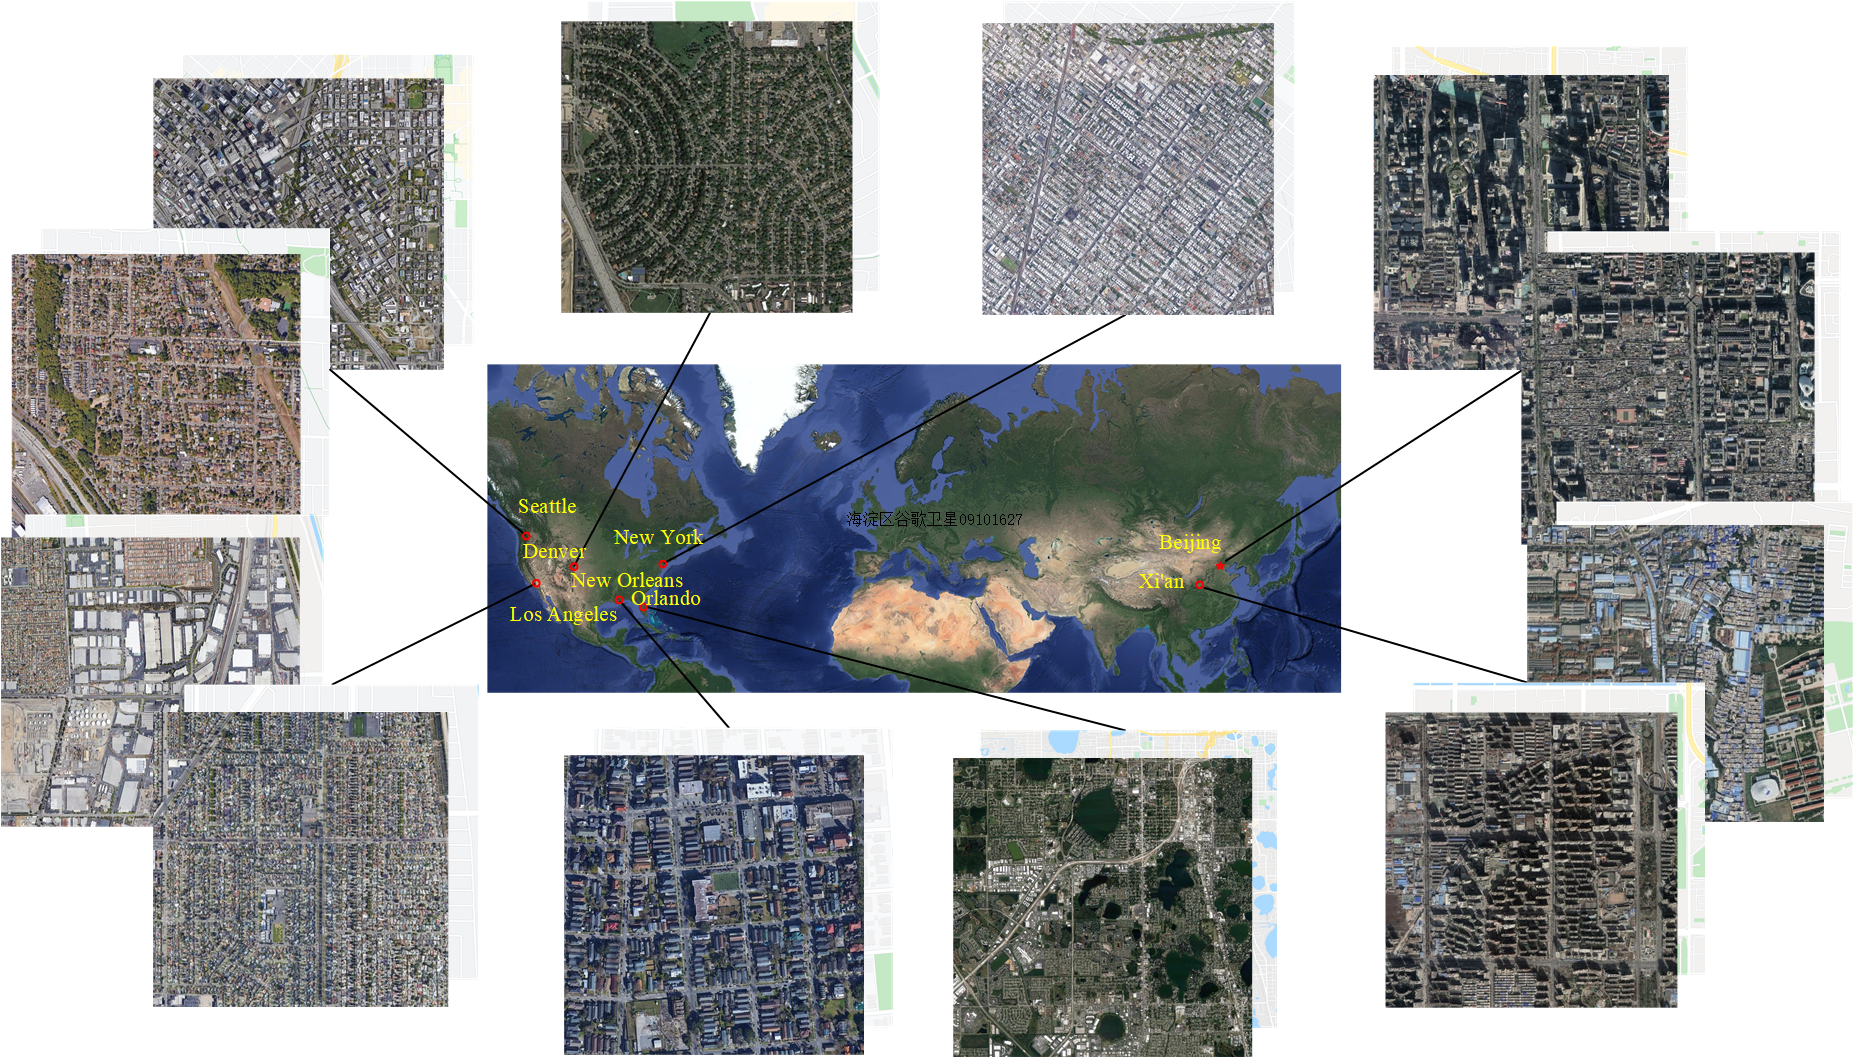 Seattle
New York
海淀区谷歌卫星09101627
Denver
Beijing
New Orleans
Xi'an
Orlando
Los Angeles